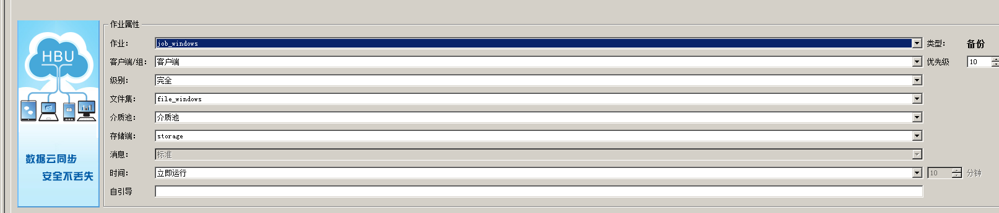 作业属性
HBU
数据云同步
安全不丢失
作业： job_windows 类型： 备份
客户端/组： 客户端 优先级 10
级别： 完全
文件集： file_windows
介质池： 介质池
存储端： storage
消息： 标准
时间： 立即运行 10 分钟
自引导